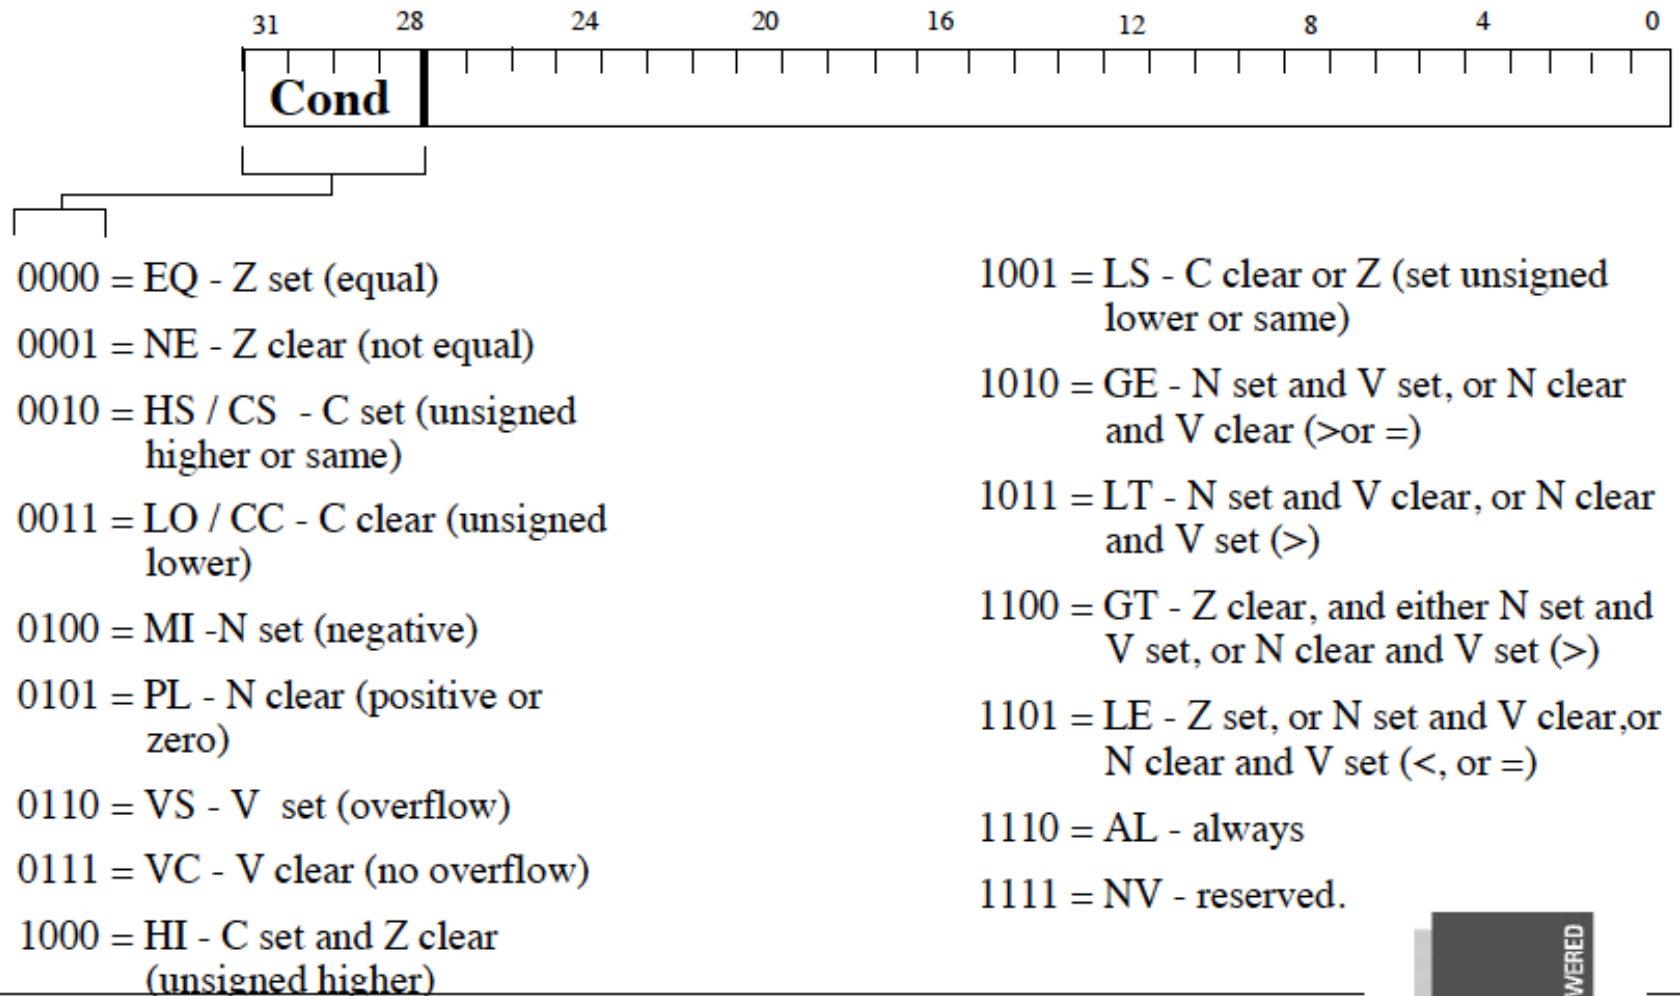 31 28 24 20 16 12 8 4 0
Cond
0000 = EQ - Z set (equal)
0001 = NE - Z clear (not equal)
0010 = HS / CS - C set (unsigned
higher or same)
0011 = LO / CC - C clear (unsigned
lower)
0100 = MI -N set (negative)
0101 = PL - N clear (positive or
zero)
0110 = VS - V set (overflow)
0111 = VC - V clear (no overflow)
1000 = HI - C set and Z clear
(unsigned higher)
1001 = LS - C clear or Z (set unsigned
lower or same)
1010 = GE - N set and V set, or N clear
and V clear (>or =)
1011 = LT - N set and V clear, or N clear
and V set (>)
1100 = GT - Z clear, and either N set and
V set, or N clear and V set (>)
1101 = LE - Z set, or N set and V clear,or
N clear and V set (<, or =)
1110 = AL - always
1111 = NV - reserved.
WERED